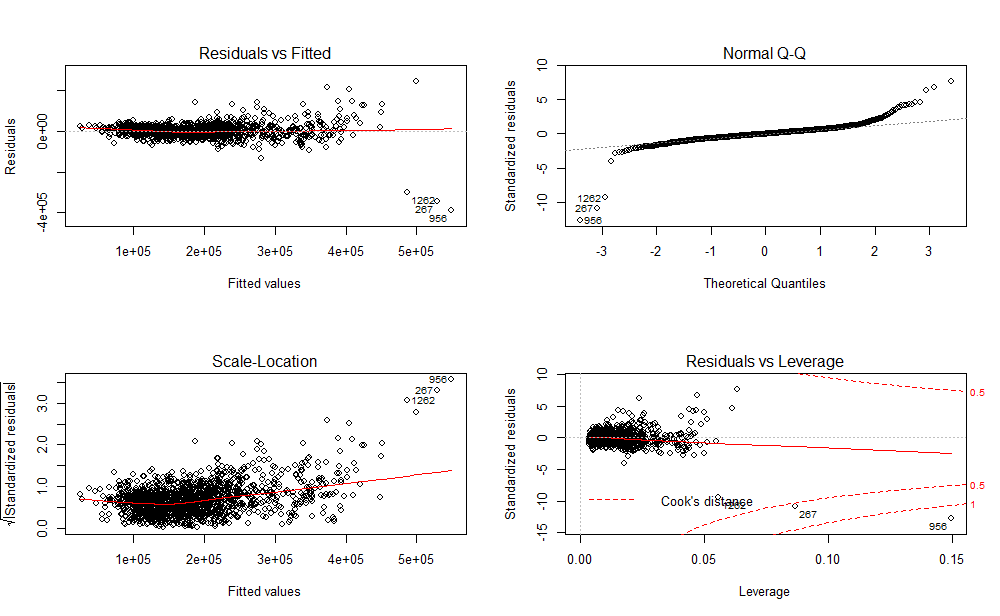 Residuals vs Fitted
Residuals
0e+00
-4e+05
1262
267
956
1e+05 2e+05 3e+05 4e+05 5e+05
Fitted values
Normal Q-Q
Standardized residuals
10
5
0
-5
-10
1262
267
956
-3 -2 -1 0 1 2 3
Theoretical Quantiles
Scale-Location
√|Standardized residuals|
3.0
2.0
1.0
0.0
956
267
1262
1e+05 2e+05 3e+05 4e+05 5e+05
Fitted values
Residuals vs Leverage
Standardized residuals
10
5
0
-5
-10
-15
0.5
0.5
1
Cook's distance
1262
267
956
0.00 0.05 0.10 0.15
Leverage